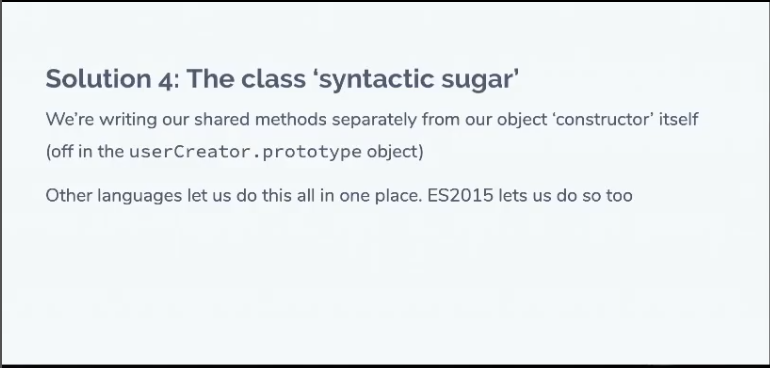 Solution 4: The class ‘syntactic sugar’
We’re writing our shared methods separately from our object ‘constructor’ itself
(off in the userCreator.prototype object)
Other languages let us do this all in one place. ES2015 lets us do so too